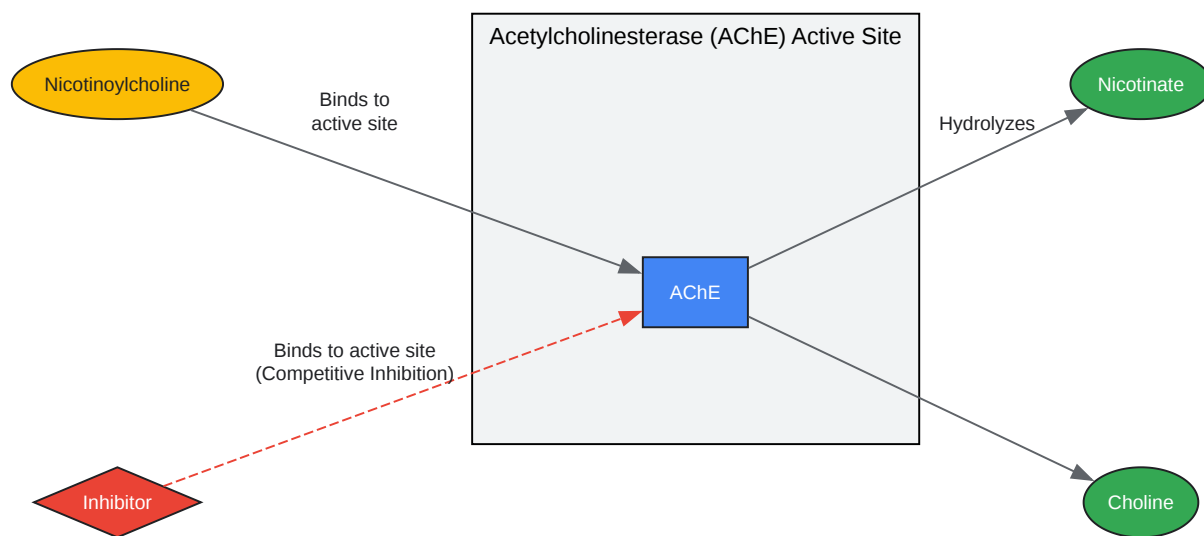 Acetylcholinesterase (AChE) Active Site
Nicotinoylcholine
Binds to
active site
Hydrolyzes
Nicotinate
AChE
Binds to active site
(Competitive Inhibition)
Inhibitor
Choline